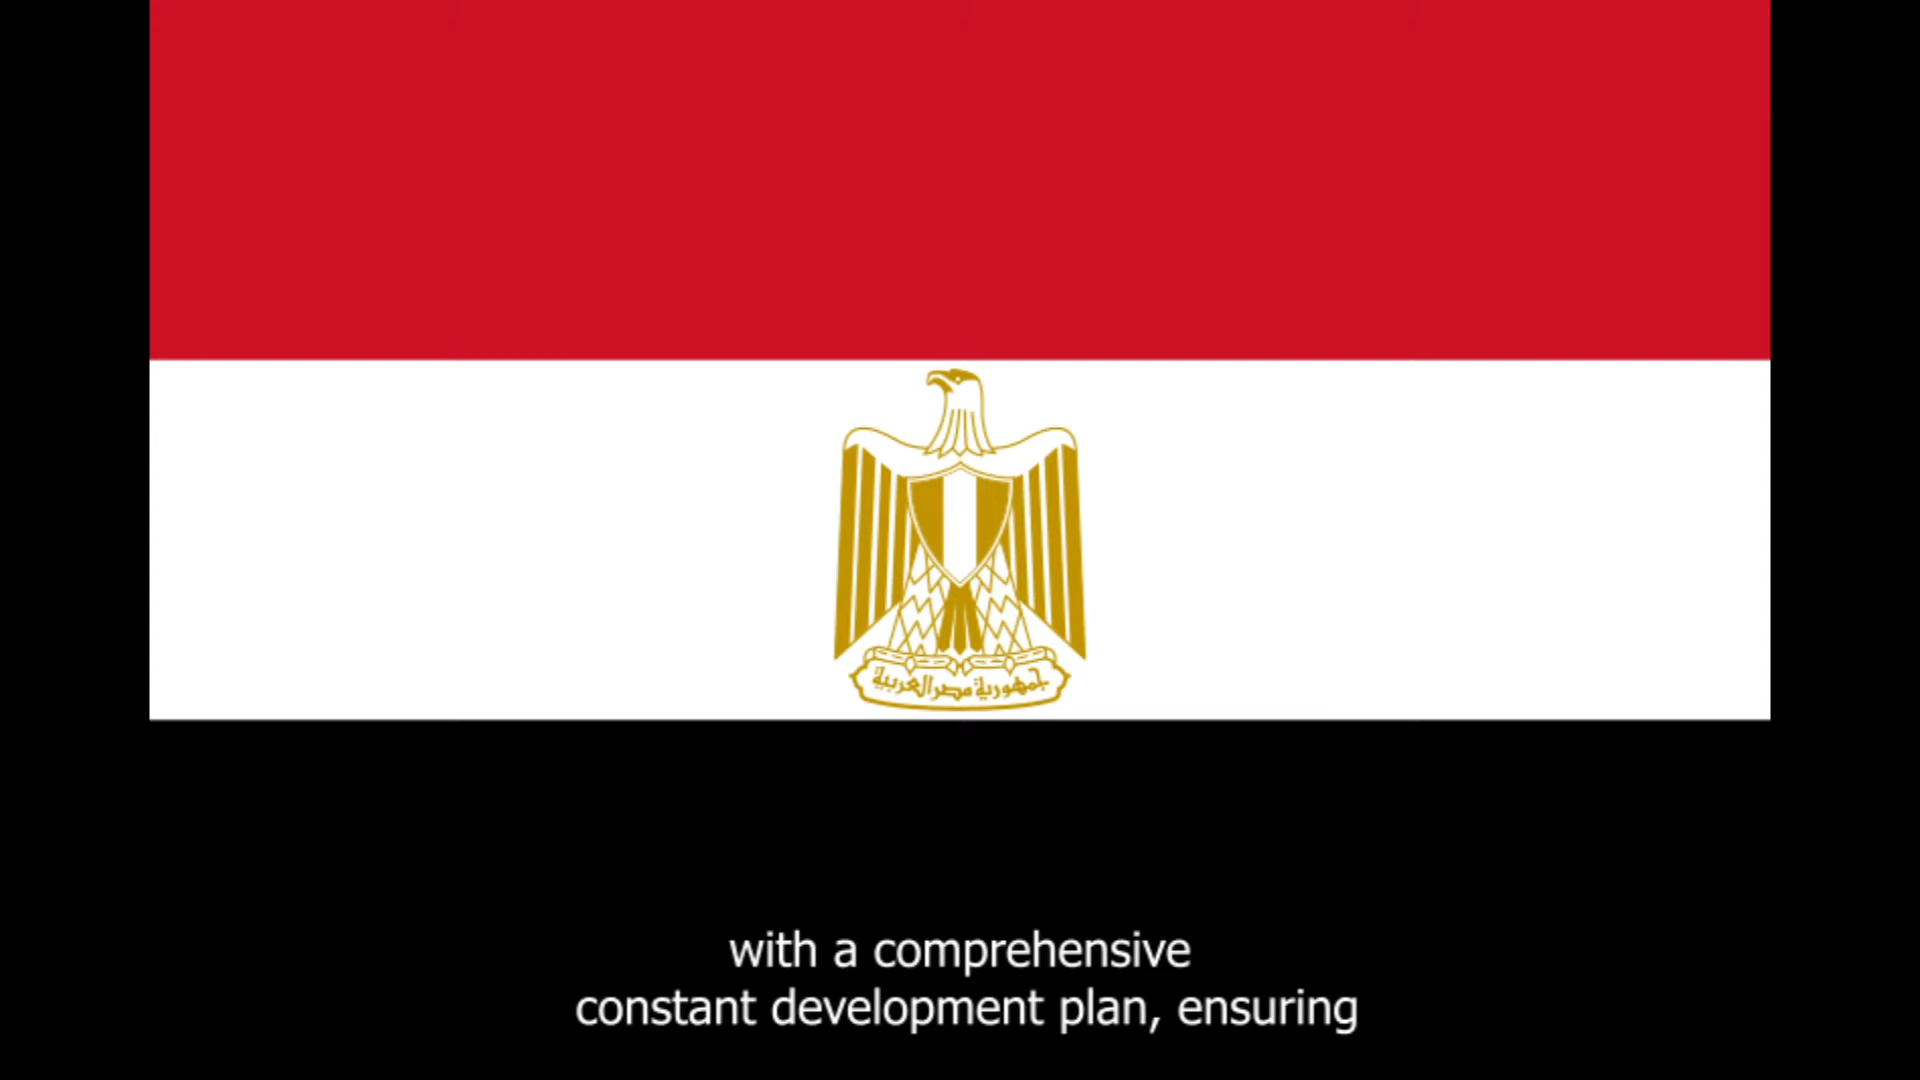 جمهورية مصر العربية
with a comprehensive
constant development plan, ensuring